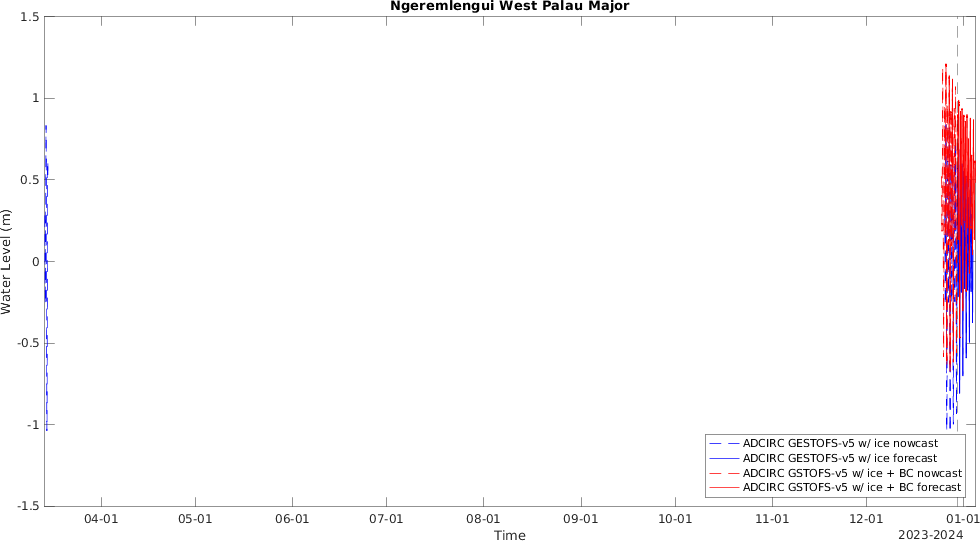 Ngeremlengui West Palau Major
1.5
1
0.5
0
-0.5
-1
-1.5
Water Level (m)
ADCIRC GESTOFS-v5 w/ ice nowcast
ADCIRC GESTOFS-v5 w/ ice forecast
ADCIRC GSTOFS-v5 w/ ice + BC nowcast
ADCIRC GSTOFS-v5 w/ ice + BC forecast
04-01 05-01 06-01 07-01 08-01 09-01 10-01 11-01 12-01 01-01
Time
2023-2024